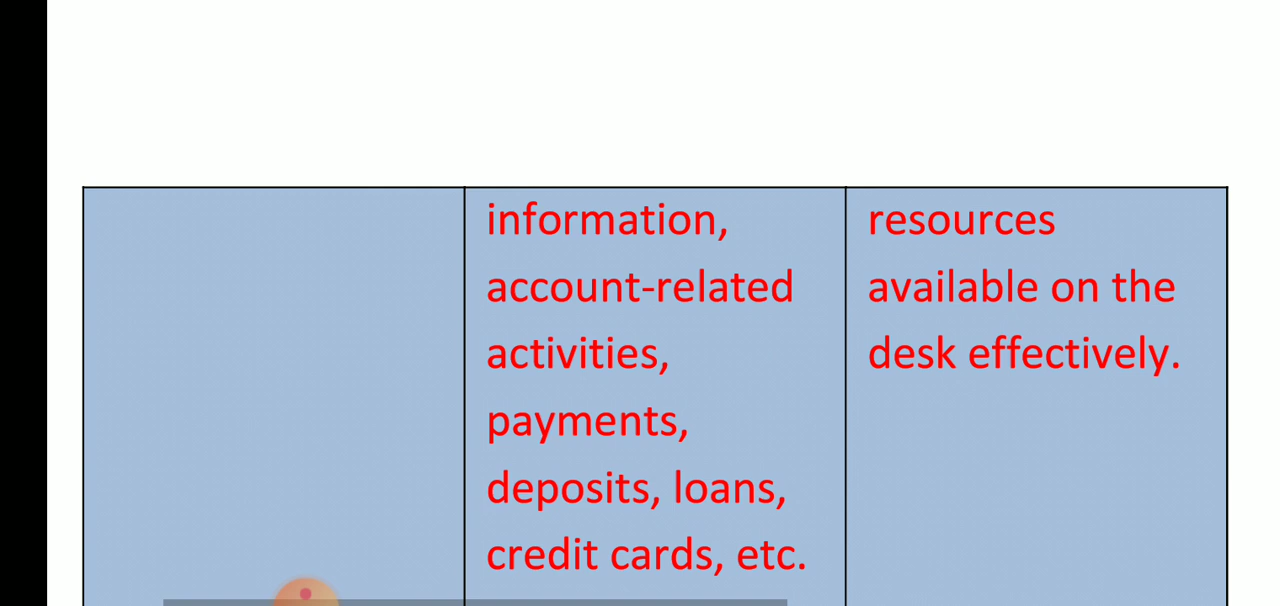 information,
account-related
activities,
payments,
deposits, loans,
credit cards, etc.
resources
available on the
desk effectively.